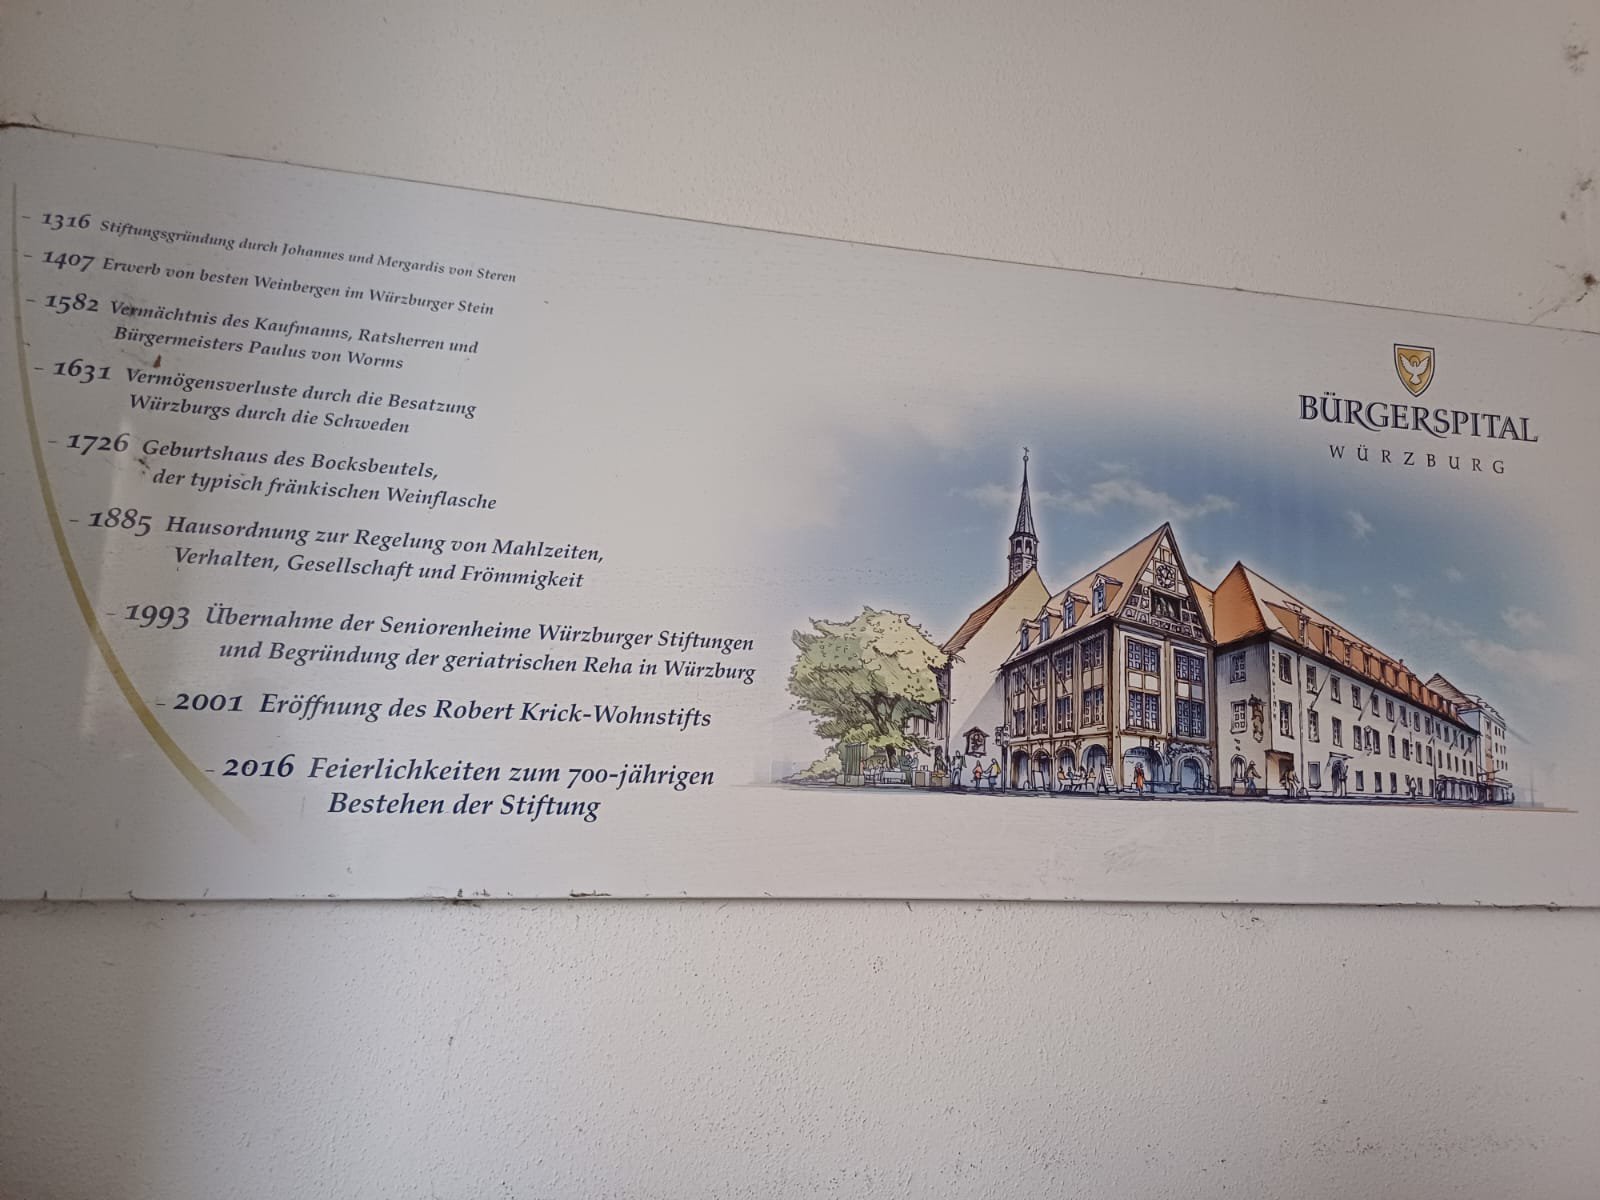 - 1316 Stiftungsgründung durch Johannes und Mergardis von Steren
- 1407 Erwerb von besten Weinbergen im Würzburger Stein
- 1582 Vermächtnis des Kaufmanns, Ratsherren und
Bürgermeisters Paulus von Worms
- 1631 Vermögensverluste durch die Besatzung
Würzburgs durch die Schweden
- 1726 Geburtshaus des Bocksbeutels,
der typisch fränkischen Weinflasche
- 1885 Hausordnung zur Regelung von Mahlzeiten,
Verhalten, Gesellschaft und Frömmigkeit
- 1993 Übernahme der Seniorenheime Würzburger Stiftungen
und Begründung der geriatrischen Reha in Würzburg
- 2001 Eröffnung des Robert Krick-Wohnstifts
- 2016 Feierlichkeiten zum 700-jährigen
Bestehen der Stiftung
BÜRGERSPITAL
WÜRZBURG